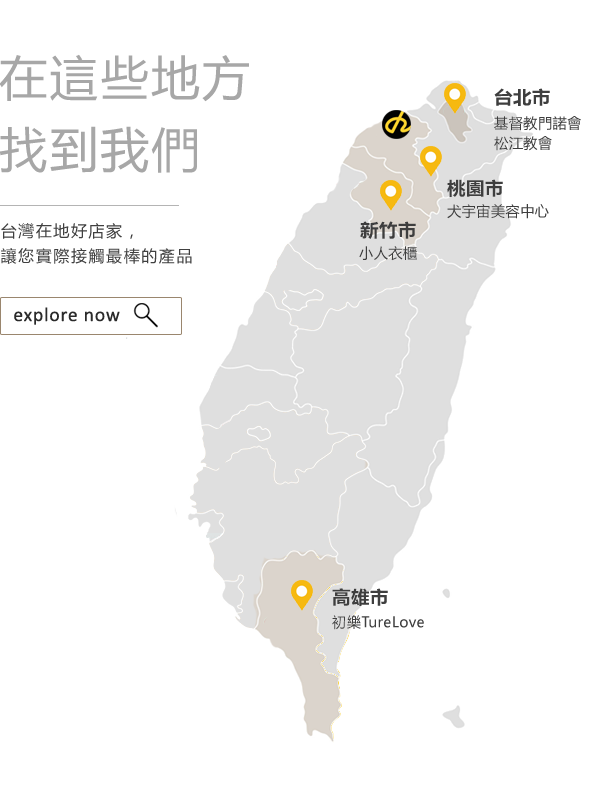 在這些地方
找到我們
台灣在地好店家，
讓您實際接觸最棒的產品
explore now
台北市
基督教門諾會
松江教會
桃園市
犬宇宙美容中心
新竹市
小人衣櫃
高雄市
初樂TureLove